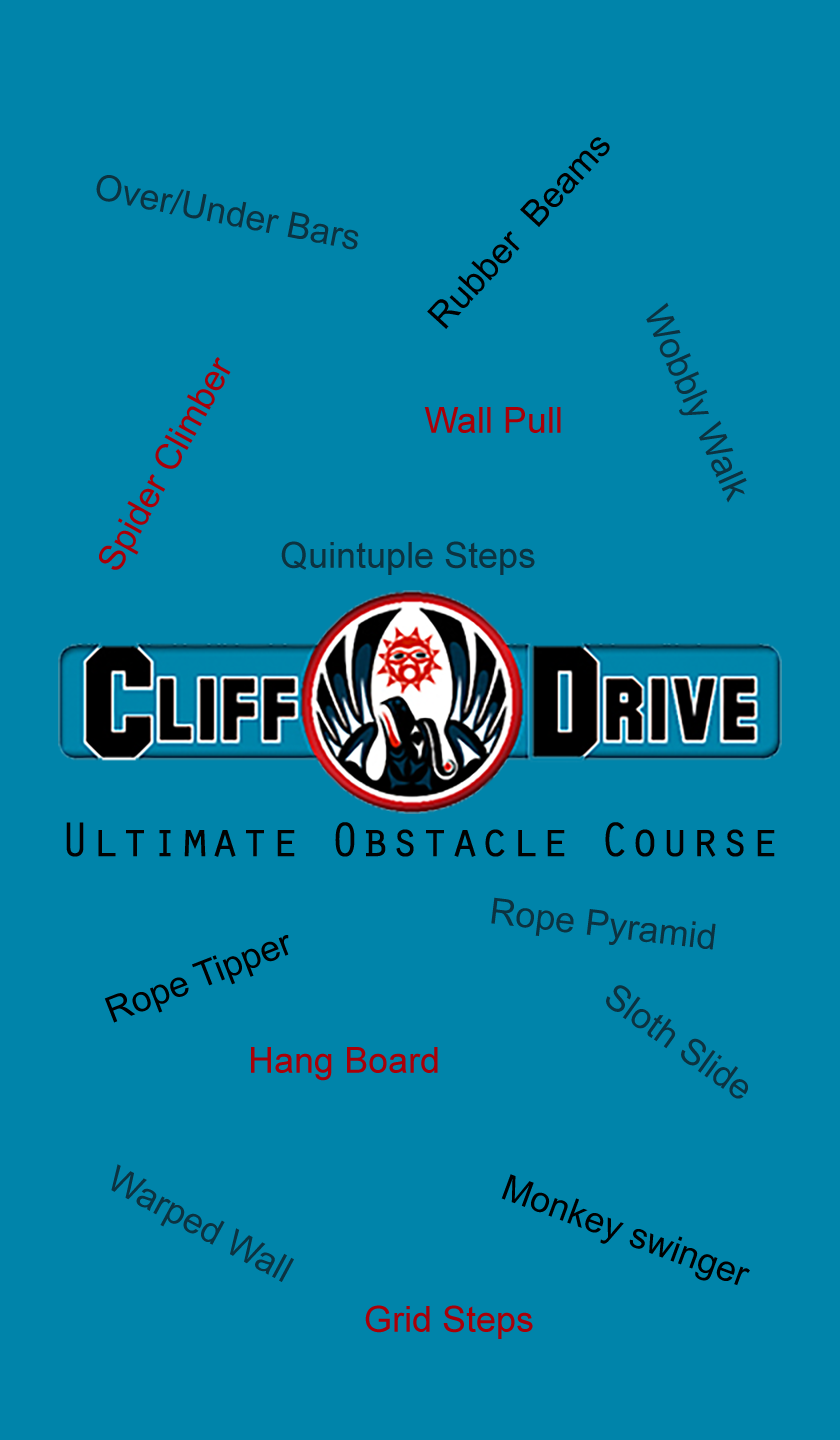 Over/Under Bars
Rubber Beams
Wobbly Walk
Spider Climber
Wall Pull
Quintuple Steps
CLIFF DRIVE
ULTIMATE OBSTACLE COURSE
Rope Pyramid
Rope Tipper
Sloth Slide
Hang Board
Warped Wall
Monkey swinger
Grid Steps